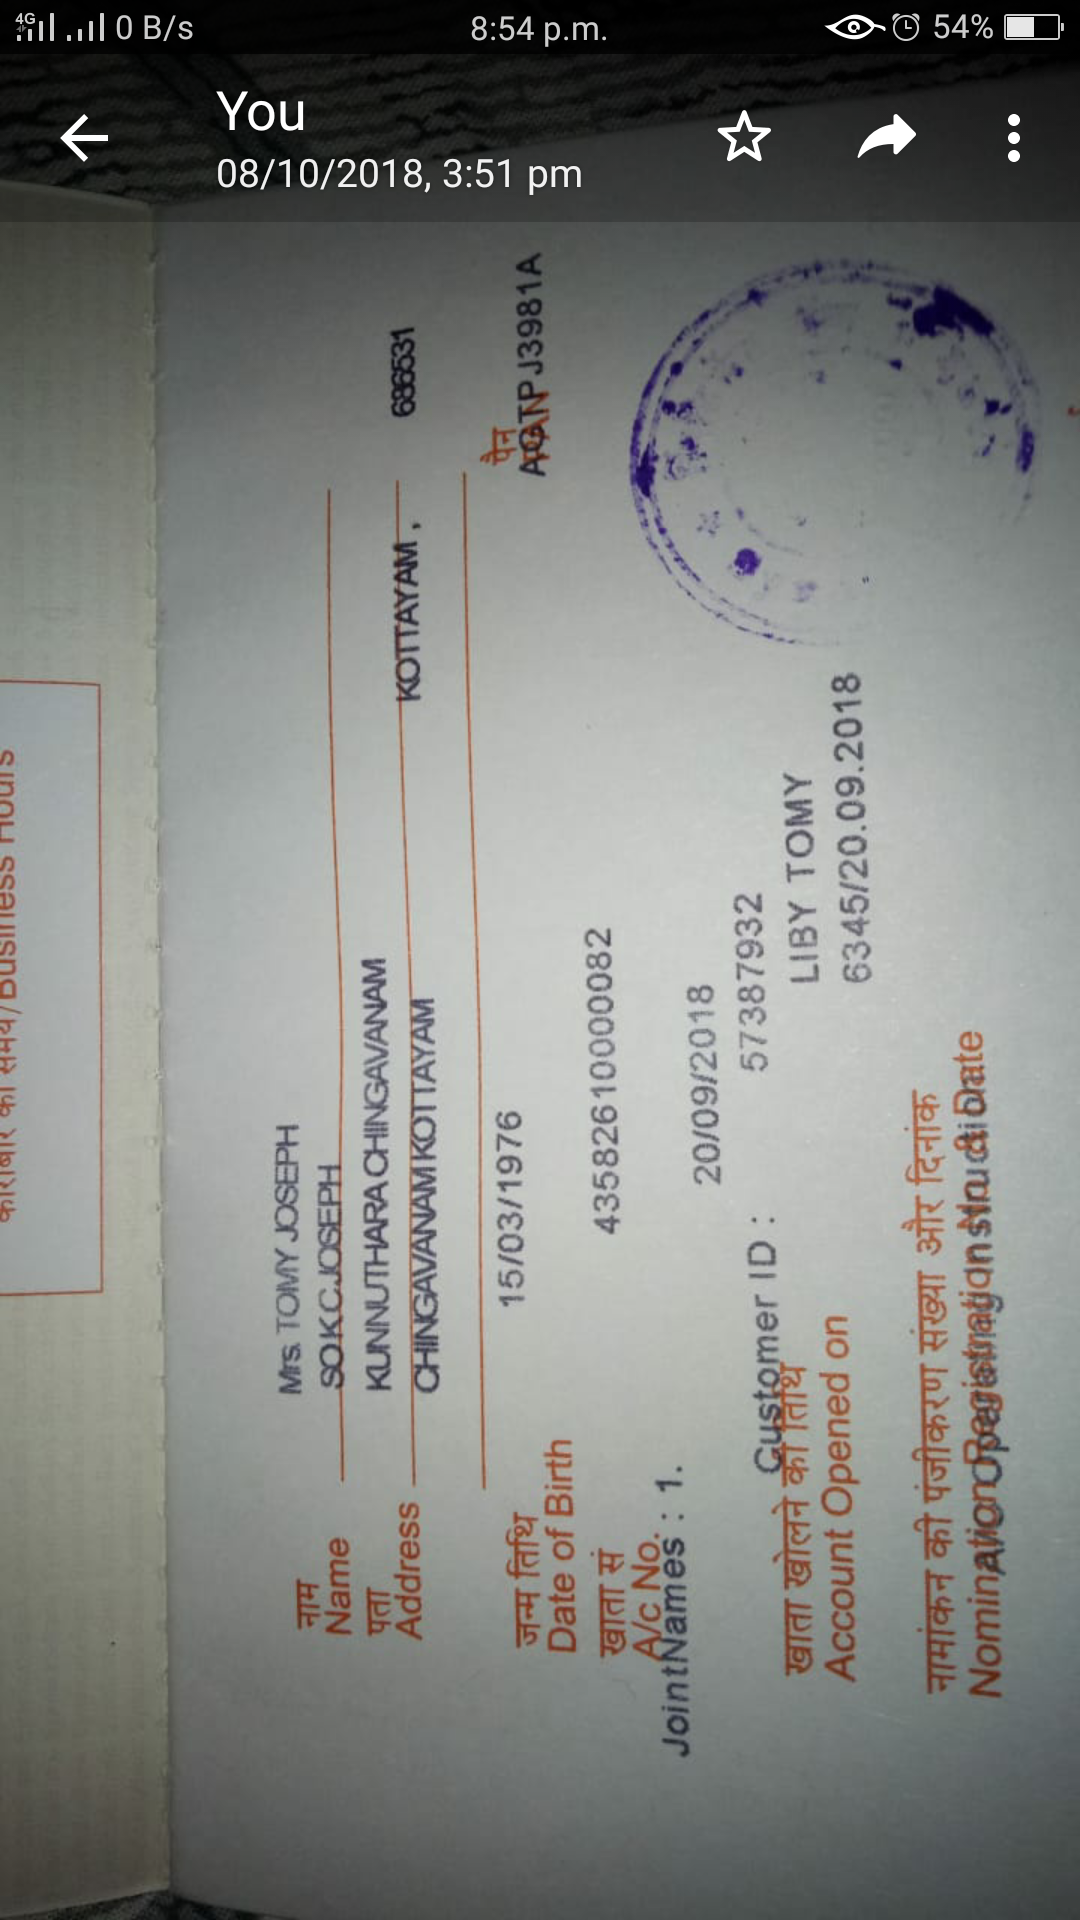 4G 0 B/s 8:54 p.m. 54%
You
08/10/2018, 3:51 pm
कारोबार का समय/Business Hours
Mrs. TOMY JOSEPH
नाम
Name SO K C JOSEPH
पता KUNNUTHARA CHINGAVANAM
Address CHINGAVANAM KOTTAYAM KOTTAYAM , 686531
जन्म तिथि 15/03/1976 पैन
Date of Birth PAN J3981A
खाता सं
A/c No. 435826100000082
Joint Names : 1.
20/09/2018
Customer ID : 57387932
खाता खोलने की तिथि LIBY TOMY
Account Opened on 6345/20.09.2018
नामांकन की पंजीकरण संख्या और दिनांक
Nomination Registration No. & Date
A/c Operating Instruction